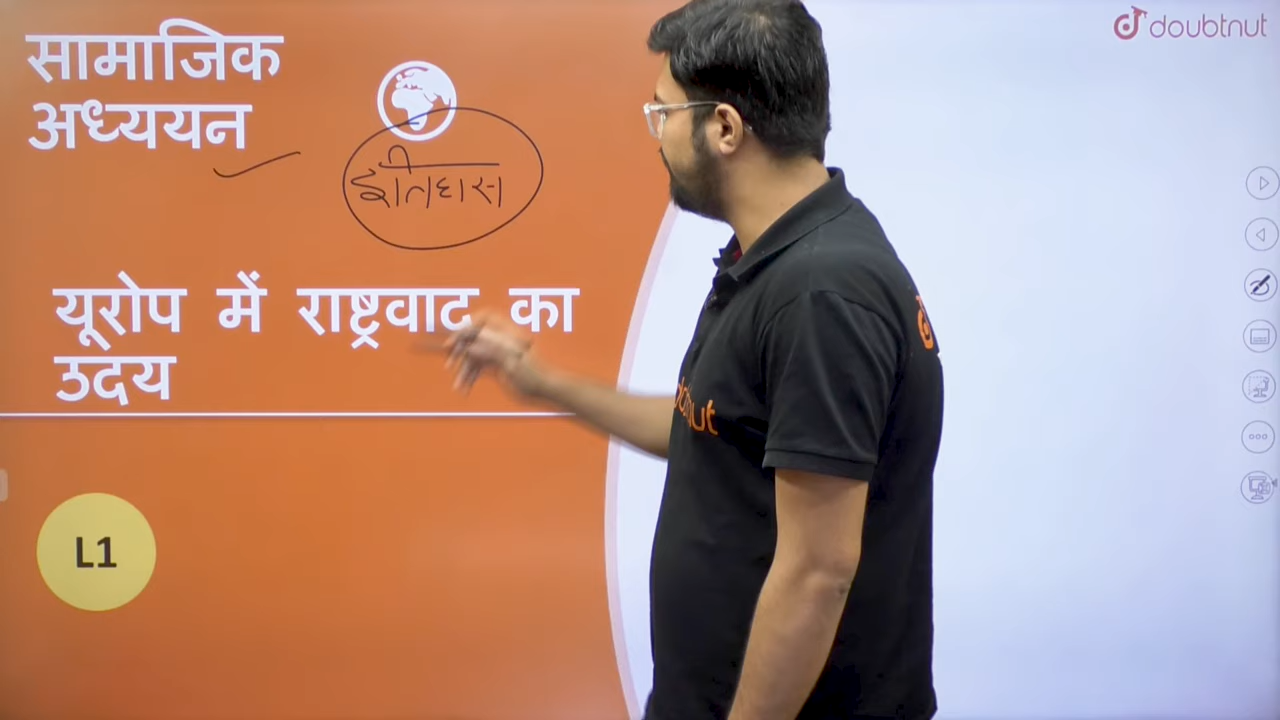 सामाजिक
अध्ययन
doubtnut
इतिहास
यूरोप में राष्ट्रवाद का
उदय
L1